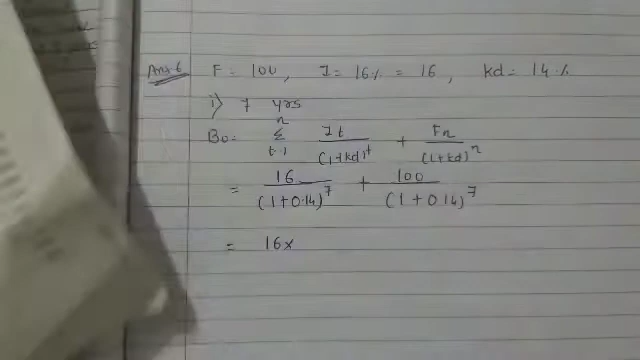 Ans-6 F = 100, I = 16% = 16, kd = 14%
i) 7 yrs
B0 = n Σ t=1 It/(1+kd)^t + Fn/(1+kd)^n
= 16/(1+0.14)^7 + 100/(1+0.14)^7
= 16x